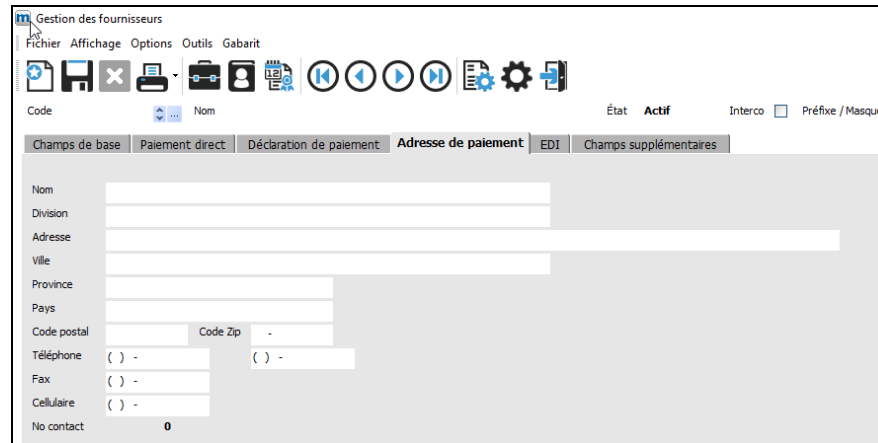 m Gestion des fournisseurs
Fichier Affichage Options Outils Gabarit
12
Code ... Nom État Actif Interco Préfixe / Masqu
Champs de base Paiement direct Déclaration de paiement Adresse de paiement EDI Champs supplémentaires
Nom
Division
Adresse
Ville
Province
Pays
Code postal Code Zip -
Téléphone ( ) - ( ) -
Fax ( ) -
Cellulaire ( ) -
No contact 0